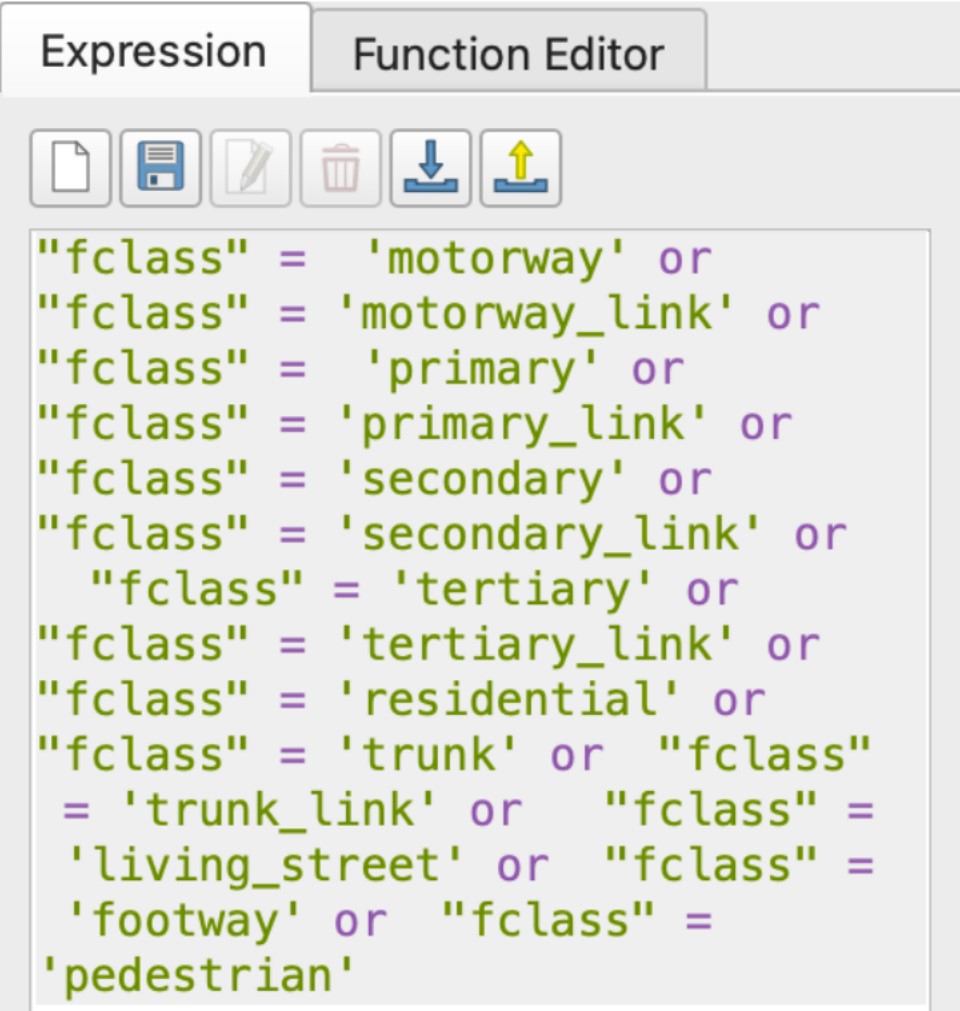 Expression
Function Editor
"fclass" =  'motorway' or
"fclass" = 'motorway_link' or
"fclass" =  'primary' or
"fclass" = 'primary_link' or
"fclass" = 'secondary' or
"fclass" = 'secondary_link' or
  "fclass" = 'tertiary' or
"fclass" = 'tertiary_link' or
"fclass" = 'residential' or
"fclass" = 'trunk' or  "fclass"
 = 'trunk_link' or   "fclass" =
 'living_street' or  "fclass" =
 'footway' or  "fclass" =
'pedestrian'